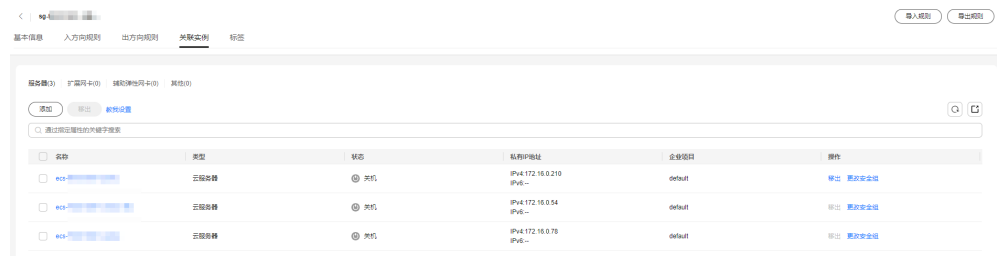 sg-
导入规则 导出规则
基本信息 入方向规则 出方向规则 关联实例 标签
服务器(3) 扩展网卡(0) 辅助弹性网卡(0) 其他(0)
添加 移出 教我设置
通过指定属性的关键字搜索
名称 类型 状态 私有IP地址 企业项目 操作
ecs- 云服务器 关机 IPv4:172.16.0.210 default 移出 更改安全组
IPv6:--
ecs- 云服务器 关机 IPv4:172.16.0.54 default 移出 更改安全组
IPv6:--
ecs- 云服务器 关机 IPv4:172.16.0.78 default 移出 更改安全组
IPv6:--